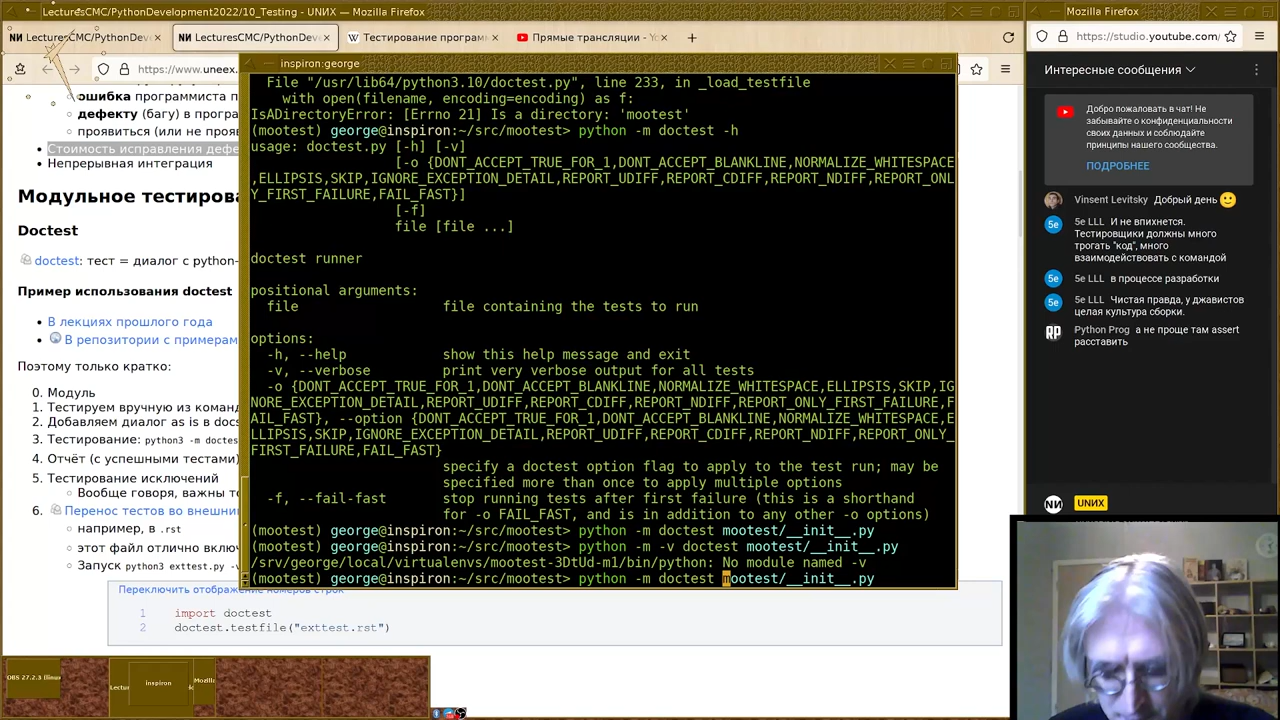 LecturesCMC/PythonDevelopment2022/10_Testing - UNИX — Mozilla Firefox
Mozilla Firefox
LecturesCMC/PythonDev
LecturesCMC/PythonDev
Тестирование програм
Прямые трансляции - Yo
https://www.uneex.
https://studio.youtube.com/
inspiron:george
ошибка программиста п
дефекту (багу) в програ
проявиться (или не прояв
Стоимость исправления дефе
Непрерывная интеграция
Модульное тестирова
Doctest
doctest: тест = диалог с python-
Пример использования doctest
В лекциях прошлого года
В репозитории с примерам
Поэтому только кратко:
0. Модуль
1. Тестируем вручную из команд
2. Добавляем диалог as is в docs
3. Тестирование: python3 -m doctes
4. Отчёт (с успешными тестами)
5. Тестирование исключений
Вообще говоря, важны то
6. Перенос тестов во внешни
например, в .rst
этот файл отлично включ
Запуск python3 exttest.py -v
Переключить отображение номеров строк
1 import doctest
2 doctest.testfile("exttest.rst")
File "/usr/lib64/python3.10/doctest.py", line 233, in _load_testfile
with open(filename, encoding=encoding) as f:
IsADirectoryError: [Errno 21] Is a directory: 'mootest'
(mootest) george@inspiron:~/src/mootest> python -m doctest -h
usage: doctest.py [-h] [-v]
[-o {DONT_ACCEPT_TRUE_FOR_1,DONT_ACCEPT_BLANKLINE,NORMALIZE_WHITESPACE
,ELLIPSIS,SKIP,IGNORE_EXCEPTION_DETAIL,REPORT_UDIFF,REPORT_CDIFF,REPORT_NDIFF,REPORT_ONL
Y_FIRST_FAILURE,FAIL_FAST}]
[-f]
file [file ...]
doctest runner
positional arguments:
file file containing the tests to run
options:
-h, --help show this help message and exit
-v, --verbose print very verbose output for all tests
-o {DONT_ACCEPT_TRUE_FOR_1,DONT_ACCEPT_BLANKLINE,NORMALIZE_WHITESPACE,ELLIPSIS,SKIP,IG
NORE_EXCEPTION_DETAIL,REPORT_UDIFF,REPORT_CDIFF,REPORT_NDIFF,REPORT_ONLY_FIRST_FAILURE,F
AIL_FAST}, --option {DONT_ACCEPT_TRUE_FOR_1,DONT_ACCEPT_BLANKLINE,NORMALIZE_WHITESPACE,E
LLIPSIS,SKIP,IGNORE_EXCEPTION_DETAIL,REPORT_UDIFF,REPORT_CDIFF,REPORT_NDIFF,REPORT_ONLY_
FIRST_FAILURE,FAIL_FAST}
specify a doctest option flag to apply to the test run; may be
specified more than once to apply multiple options
-f, --fail-fast stop running tests after first failure (this is a shorthand
for -o FAIL_FAST, and is in addition to any other -o options)
(mootest) george@inspiron:~/src/mootest> python -m doctest mootest/__init__.py
(mootest) george@inspiron:~/src/mootest> python -m -v doctest mootest/__init__.py
/srv/george/local/virtualenvs/mootest-3DtUd-m1/bin/python: No module named -v
(mootest) george@inspiron:~/src/mootest> python -m doctest mootest/__init__.py
Интересные сообщения
Добро пожаловать в чат! Не
забывайте о конфиденциальности
своих данных и соблюдайте
принципы нашего сообщества.
ПОДРОБНЕЕ
Vinsent Levitsky Добрый день
5e LLL И не впихнется.
Тестировщики должны много
трогать "код", много
взаимодействовать с командой
5e LLL в процессе разработки
5e LLL Чистая правда, у джавистов
целая культура сборки.
Python Prog а не проще там assert
расставить
UNИX
OBS 27.2.3 (linux
Lectur
inspiron
Mozill